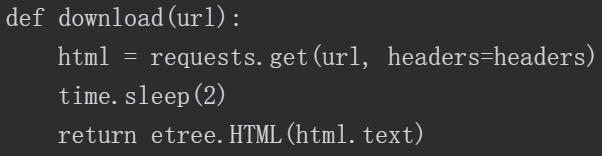 def download(url):
    html = requests.get(url, headers=headers)
    time.sleep(2)
    return etree.HTML(html.text)